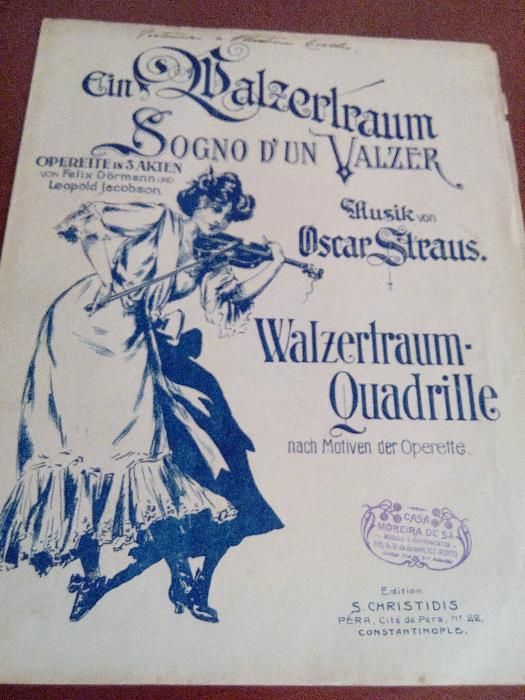 Ein Walzertraum
SOGNO D'UN VALZER
OPERETTE IN 3 AKTEN
VON Felix Dörmann UND
Leopold Jacobson.
Musik von
Oscar Straus.
Walzertraum-
Quadrille
nach Motiven der Operette.
CASA
MOREIRA DE SÁ
PORTO
Edition
S. CHRISTIDIS
PÉRA, Cité de Péra, Nº 22,
CONSTANTINOPLE.